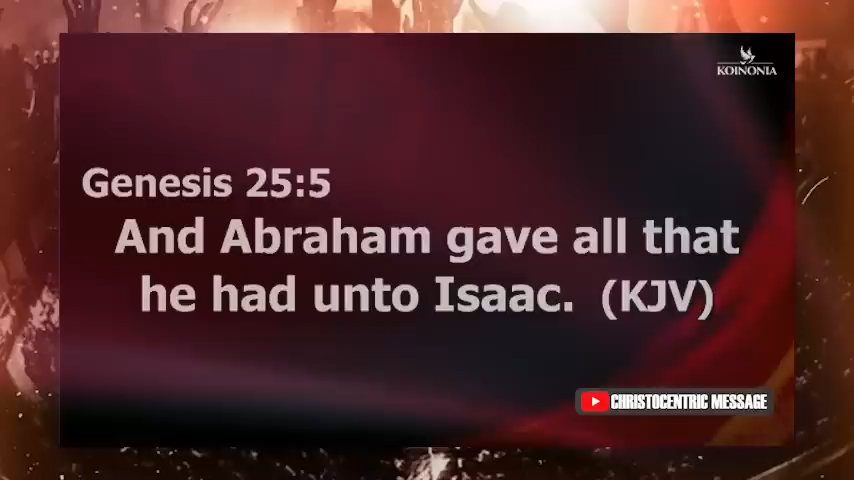 KOINONIA
Genesis 25:5
And Abraham gave all that
he had unto Isaac. (KJV)
CHRISTOCENTRIC MESSAGE